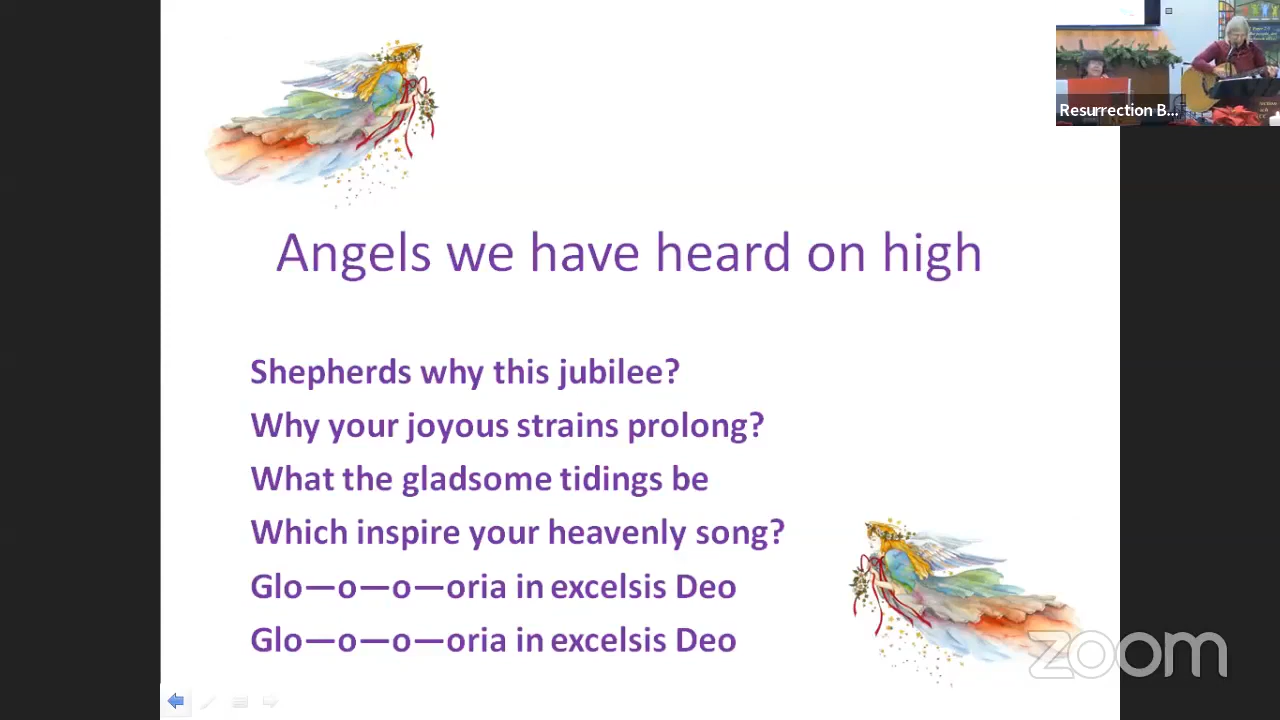 Resurrection B...
Angels we have heard on high
Shepherds why this jubilee?
Why your joyous strains prolong?
What the gladsome tidings be
Which inspire your heavenly song?
Glo—o—o—oria in excelsis Deo
Glo—o—o—oria in excelsis Deo
zoom